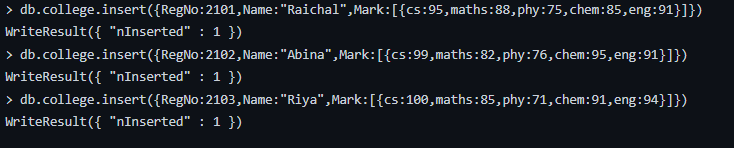 > db.college.insert({RegNo:2101,Name:"Raichal",Mark:[{cs:95,maths:88,phy:75,chem:85,eng:91}]})
WriteResult({ "nInserted" : 1 })
> db.college.insert({RegNo:2102,Name:"Abina",Mark:[{cs:99,maths:82,phy:76,chem:95,eng:91}]})
WriteResult({ "nInserted" : 1 })
> db.college.insert({RegNo:2103,Name:"Riya",Mark:[{cs:100,maths:85,phy:71,chem:91,eng:94}]})
WriteResult({ "nInserted" : 1 })